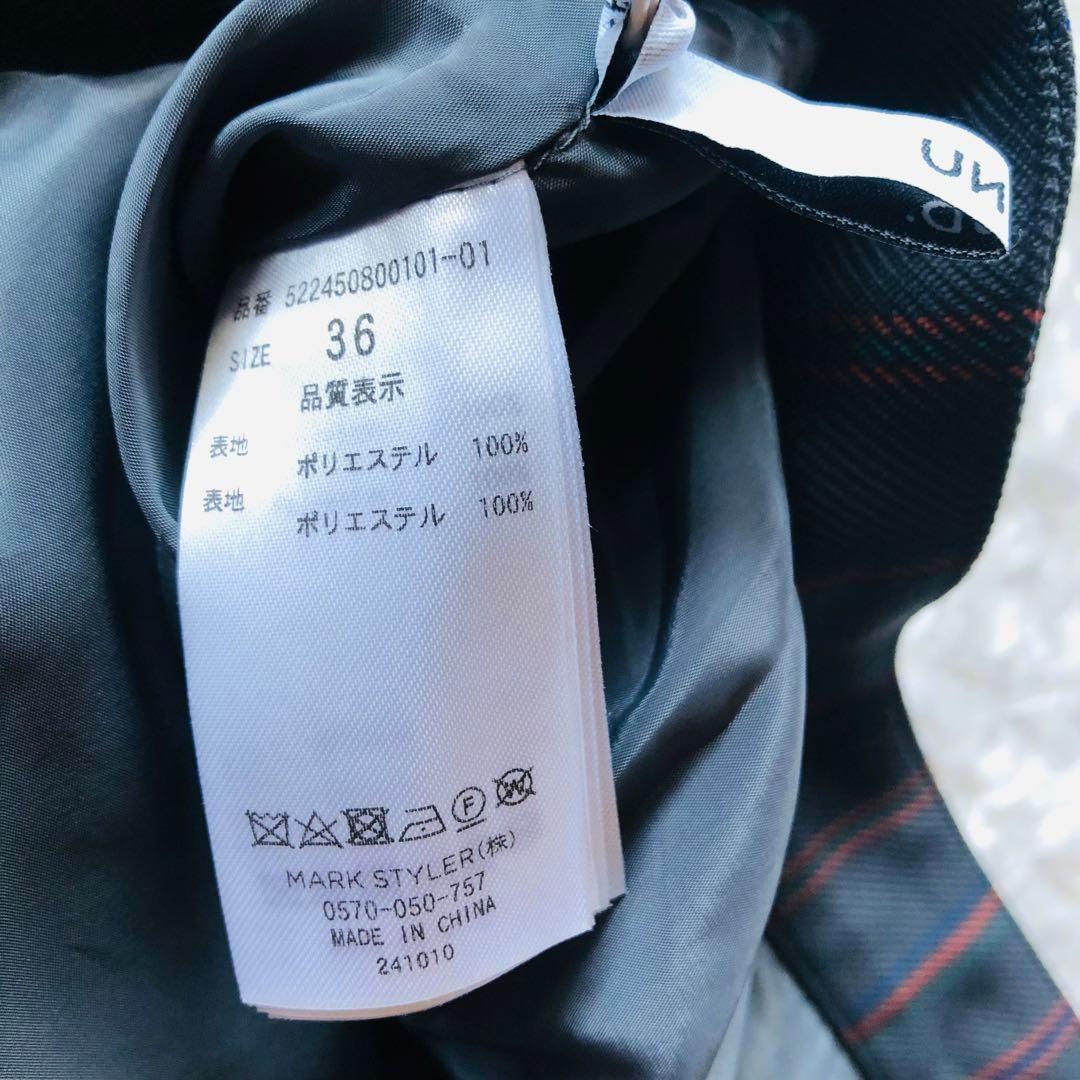 品番 522450800101-01
SIZE 36
品質表示
表地 ポリエステル 100%
表地 ポリエステル 100%
F
W
MARK STYLER(株)
0570-050-757
MADE IN CHINA
241010